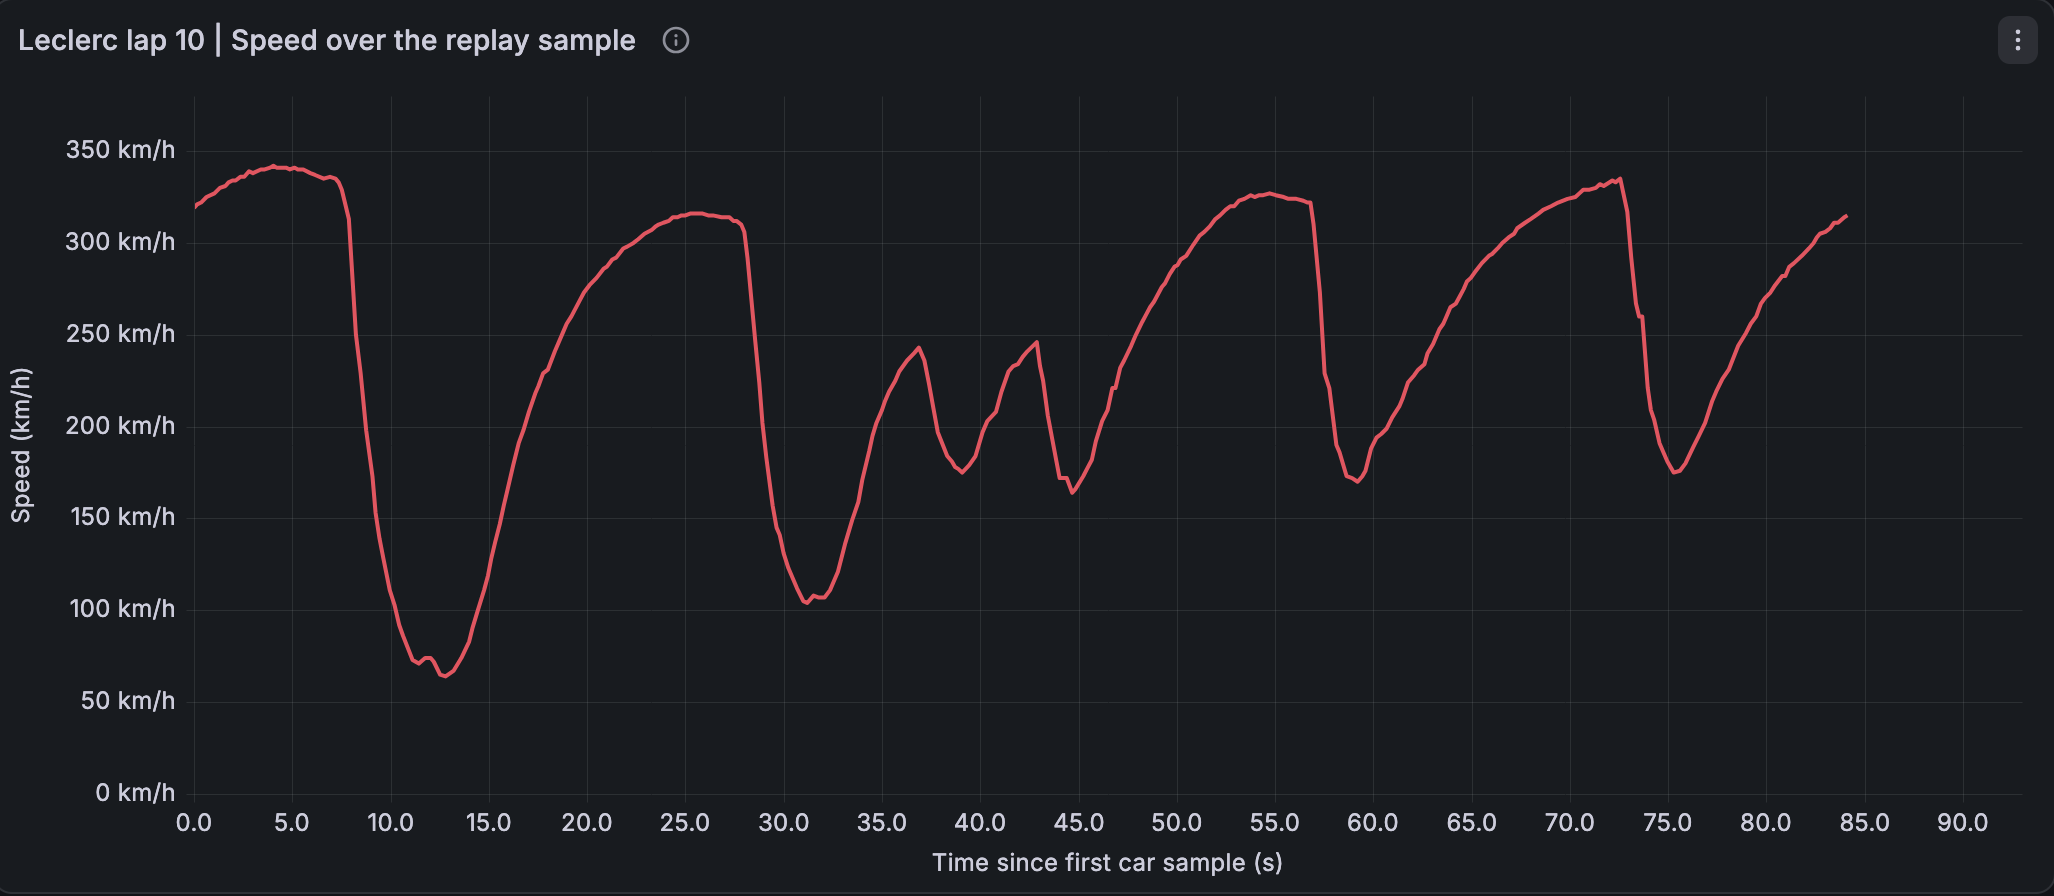 Leclerc lap 10 | Speed over the replay sample
350 km/h
300 km/h
250 km/h
200 km/h
150 km/h
100 km/h
50 km/h
0 km/h
Speed (km/h)
0.0 5.0 10.0 15.0 20.0 25.0 30.0 35.0 40.0 45.0 50.0 55.0 60.0 65.0 70.0 75.0 80.0 85.0 90.0
Time since first car sample (s)